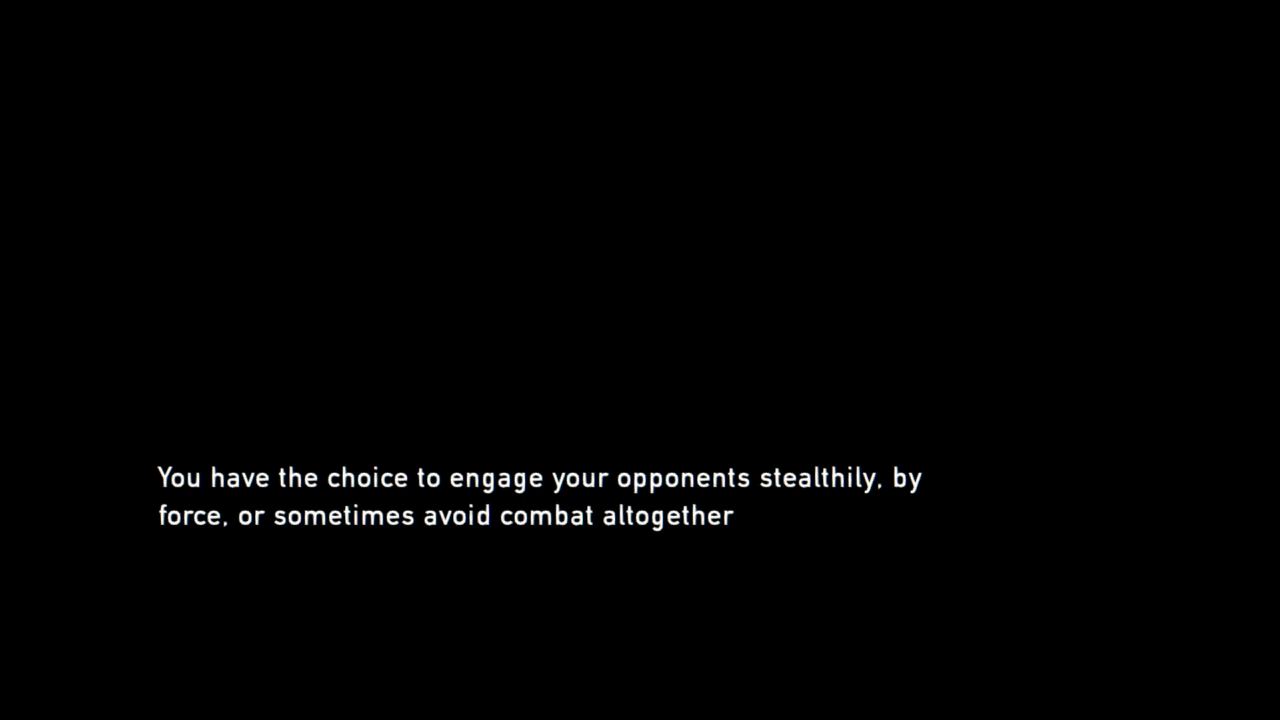 You have the choice to engage your opponents stealthily, by
force, or sometimes avoid combat altogether